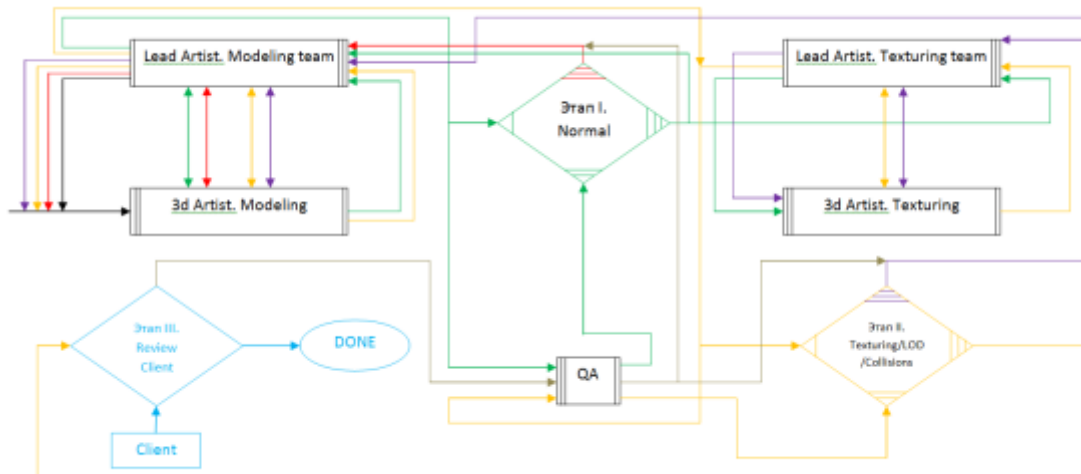 Lead Artist. Modeling team
Lead Artist. Texturing team
Этап I.
Normal
3d Artist. Modeling
3d Artist. Texturing
Этап III.
Review
Client
DONE
Этап II.
Texturing/LOD
/Collisions
QA
Client